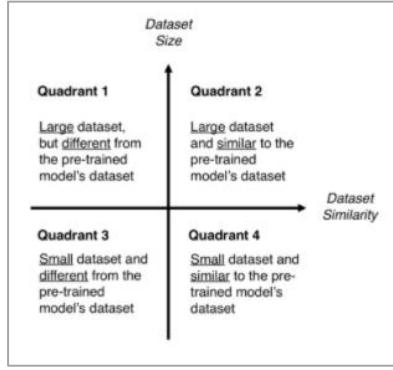 Dataset
Size
Quadrant 1
Large dataset,
but different from
the pre-trained
model's dataset
Quadrant 2
Large dataset
and similar to the
pre-trained
model's dataset
Dataset
Similarity
Quadrant 3
Small dataset and
different from the
pre-trained
model's dataset
Quadrant 4
Small dataset and
similar to the pre-
trained model's
dataset